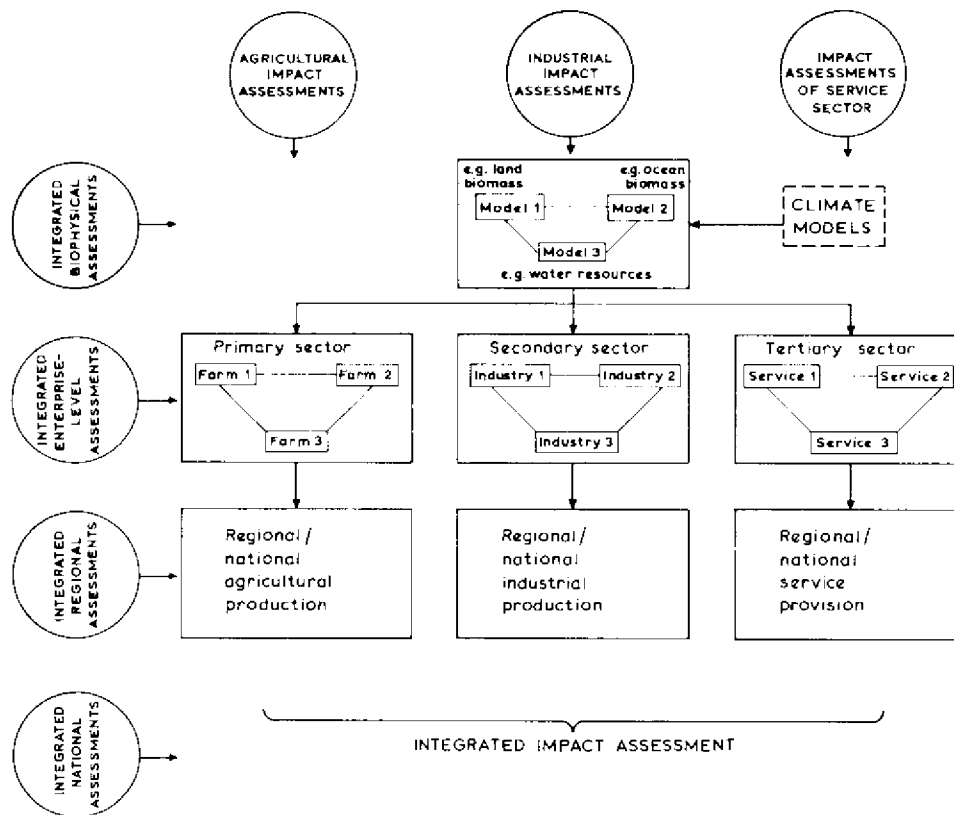 AGRICULTURAL
IMPACT
ASSESSMENTS
INDUSTRIAL
IMPACT
ASSESSMENTS
IMPACT
ASSESSMENTS
OF SERVICE
SECTOR
INTEGRATED
BIOPHYSICAL
ASSESSMENTS
e.g. land
biomass
e.g. ocean
biomass
Model 1
Model 2
Model 3
e.g. water resources
CLIMATE
MODELS
INTEGRATED
ENTERPRISE-
LEVEL
ASSESSMENTS
Primary sector
Farm 1
Farm 2
Farm 3
Secondary sector
Industry 1
Industry 2
Industry 3
Tertiary sector
Service 1
Service 2
Service 3
INTEGRATED
REGIONAL
ASSESSMENTS
Regional/
national
agricultural
production
Regional/
national
industrial
production
Regional/
national
service
provision
INTEGRATED
NATIONAL
ASSESSMENTS
INTEGRATED IMPACT ASSESSMENT